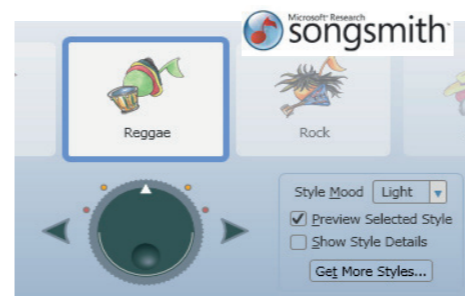 Microsoft® Research
songsmith
Reggae
Rock
Style Mood Light
Preview Selected Style
Show Style Details
Get More Styles...